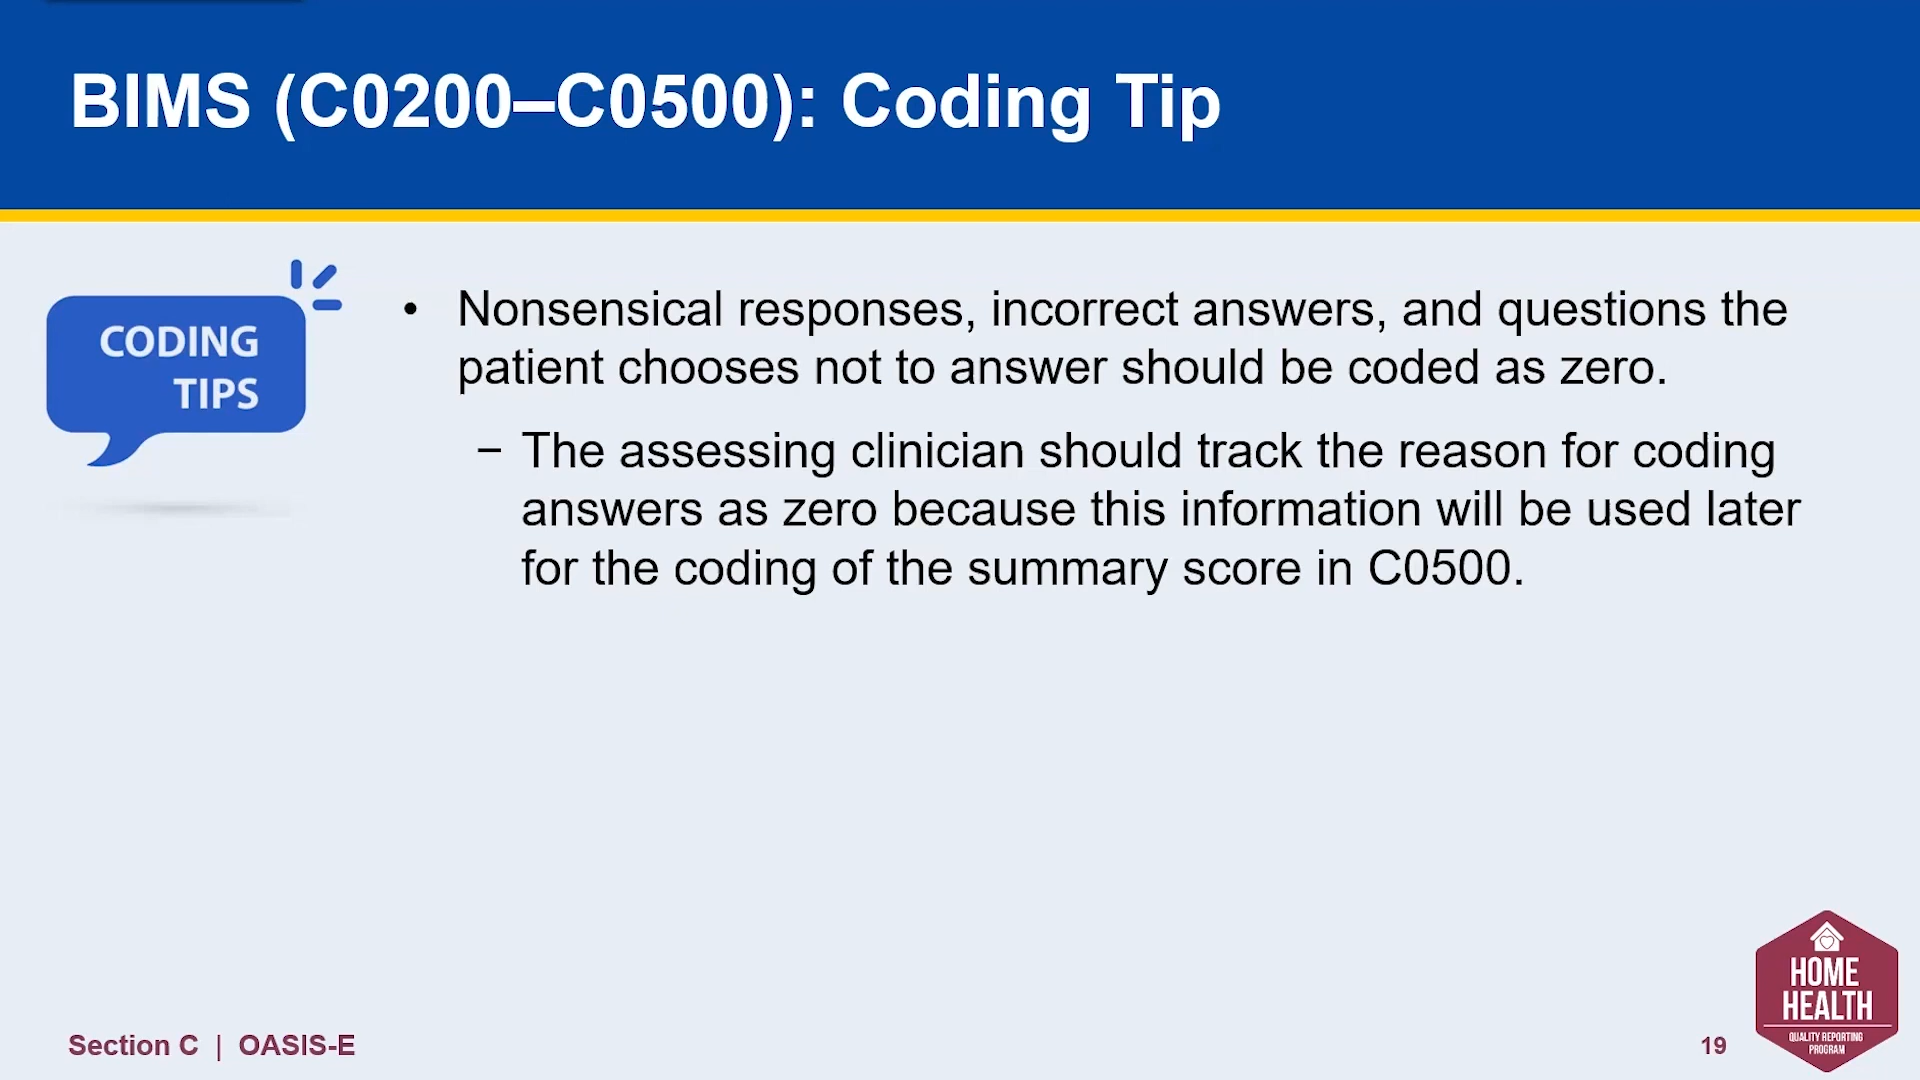 BIMS (C0200–C0500): Coding Tip
CODING
TIPS
• Nonsensical responses, incorrect answers, and questions the
patient chooses not to answer should be coded as zero.
− The assessing clinician should track the reason for coding
answers as zero because this information will be used later
for the coding of the summary score in C0500.
Section C | OASIS-E
19
HOME
HEALTH
QUALITY REPORTING
PROGRAM